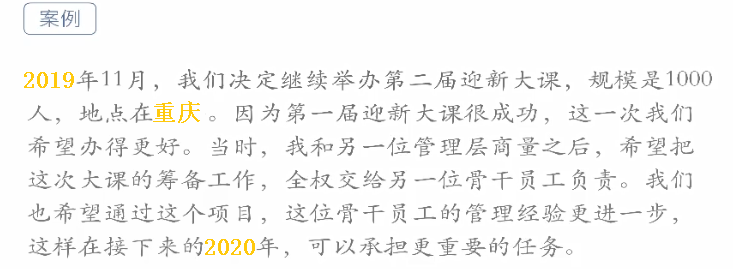 案例
2019年11月，我们决定继续举办第二届迎新大课，规模是1000
人，地点在重庆。因为第一届迎新大课很成功，这一次我们
希望办得更好。当时，我和另一位管理层商量之后，希望把
这次大课的筹备工作，全权交给另一位骨干员工负责。我们
也希望通过这个项目，这位骨干员工的管理经验更进一步，
这样在接下来的2020年，可以承担更重要的任务。